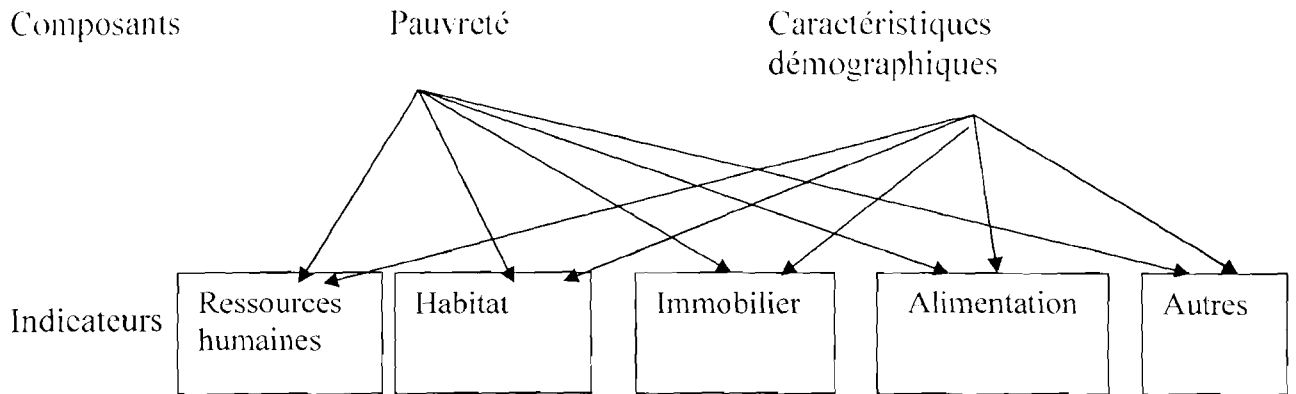 Composants Pauvreté Caractéristiques
démographiques
Indicateurs Ressources Habitat Immobilier Alimentation Autres
humaines